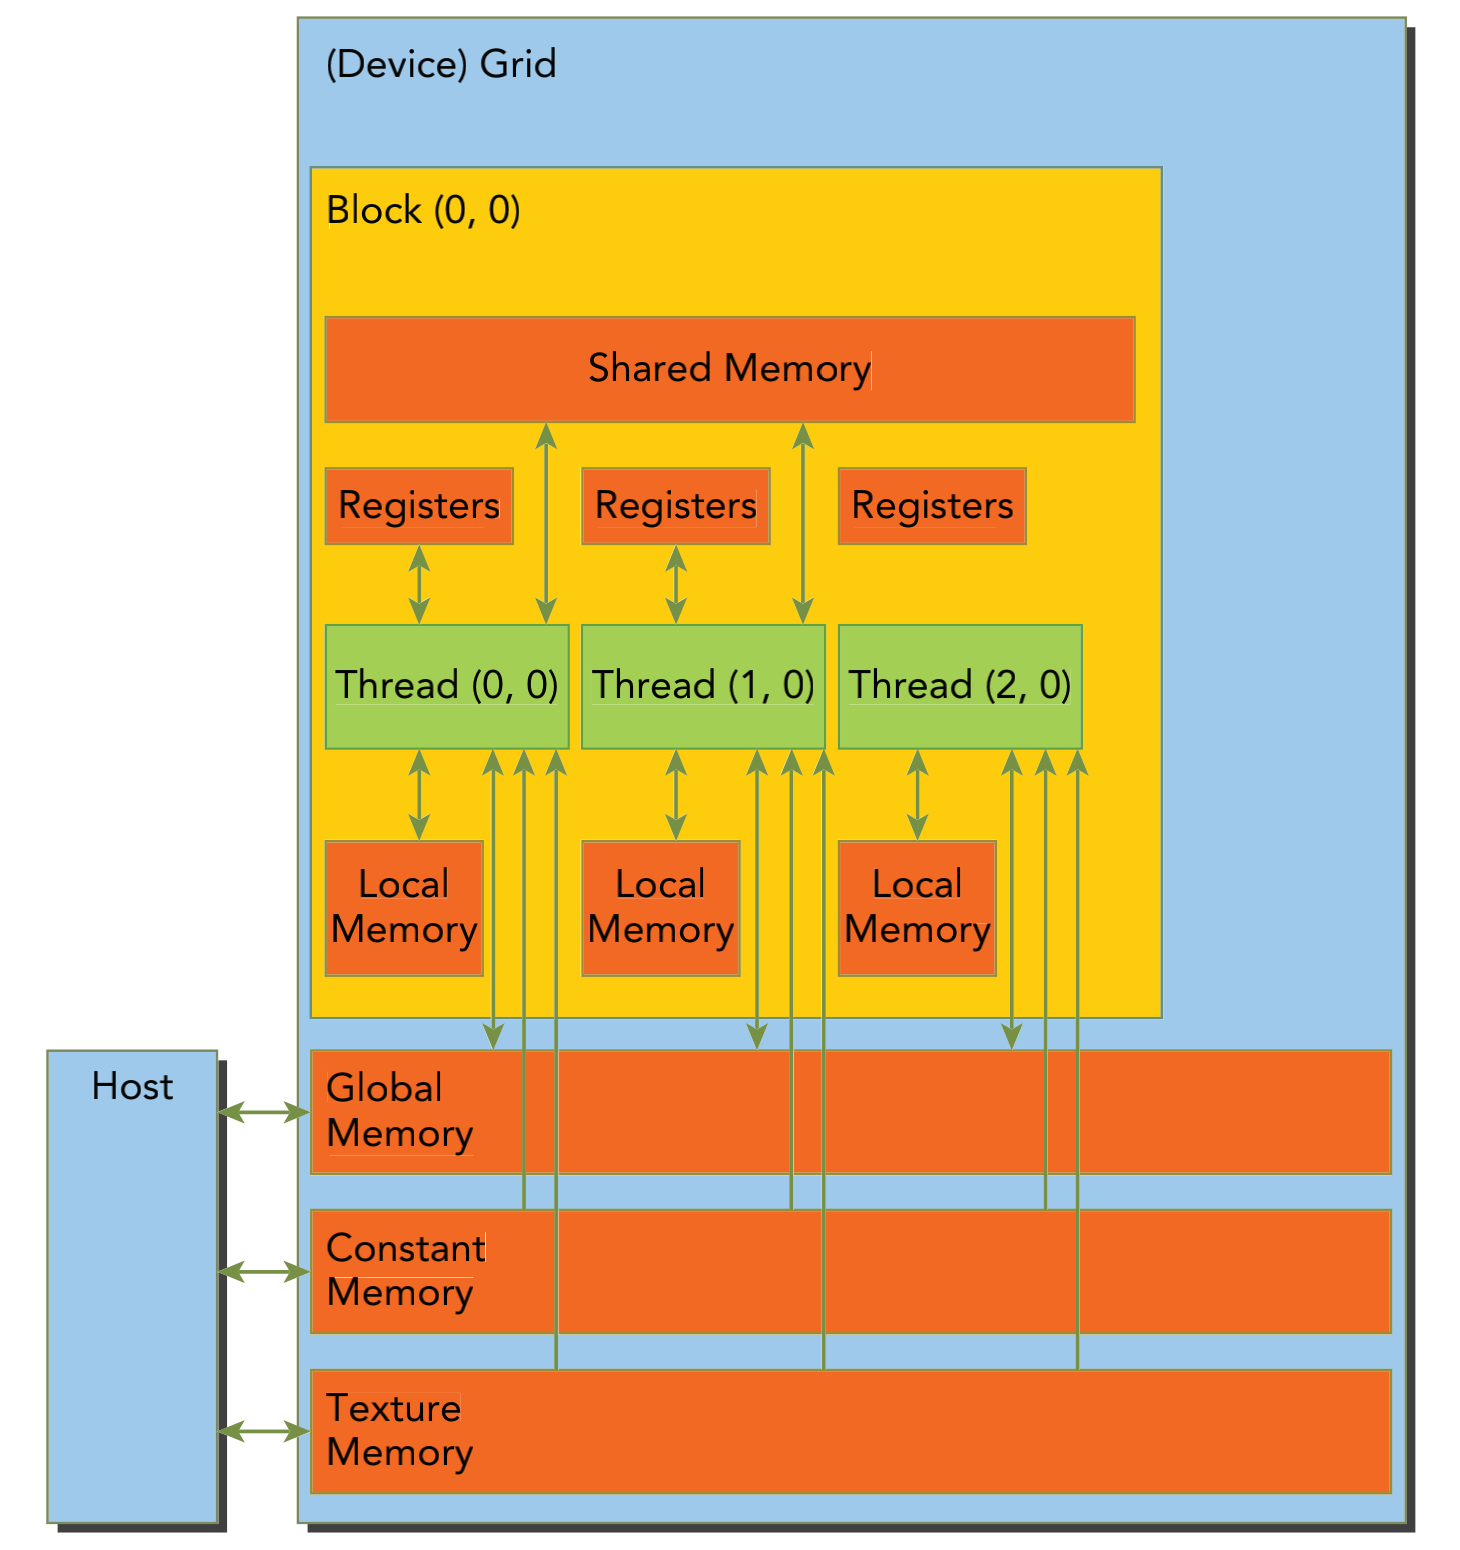 (Device) Grid
Block (0, 0)
Shared Memory
Registers
Registers
Registers
Thread (0, 0)
Thread (1, 0)
Thread (2, 0)
Local
Memory
Local
Memory
Local
Memory
Host
Global
Memory
Constant
Memory
Texture
Memory